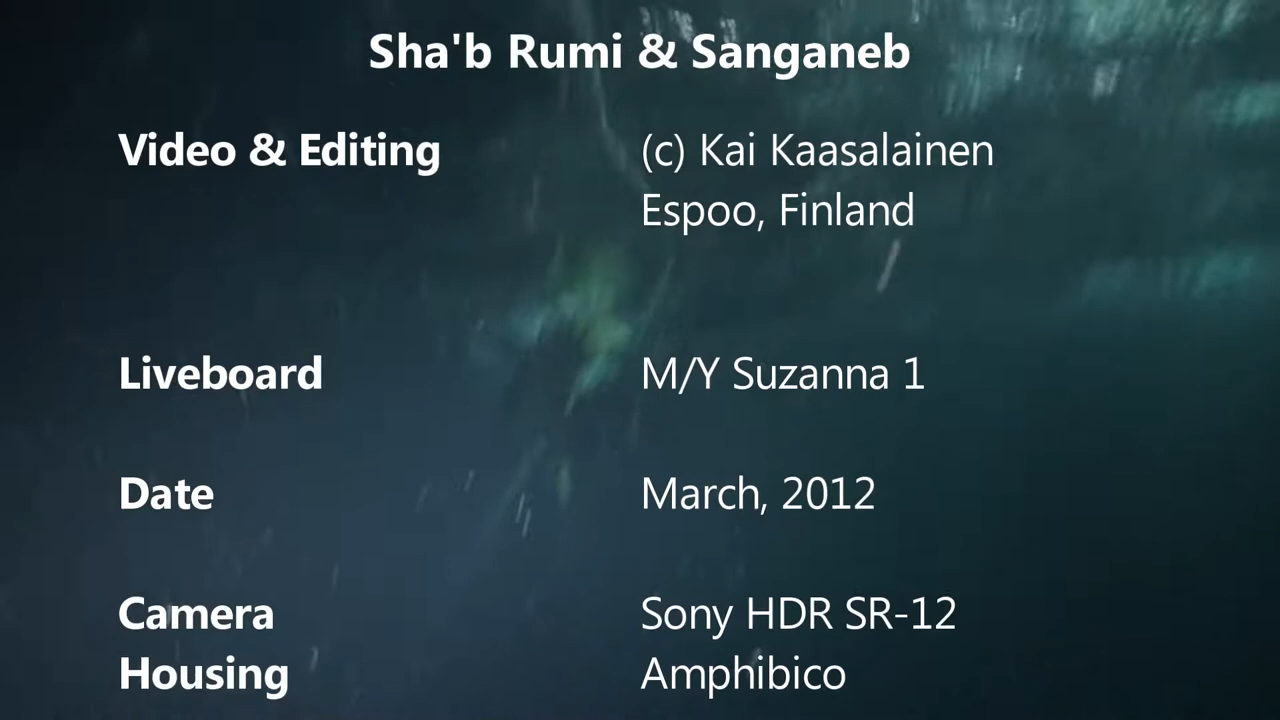 Sha'b Rumi & Sanganeb
Video & Editing (c) Kai Kaasalainen
Espoo, Finland
Liveboard M/Y Suzanna 1
Date March, 2012
Camera Sony HDR SR-12
Housing Amphibico